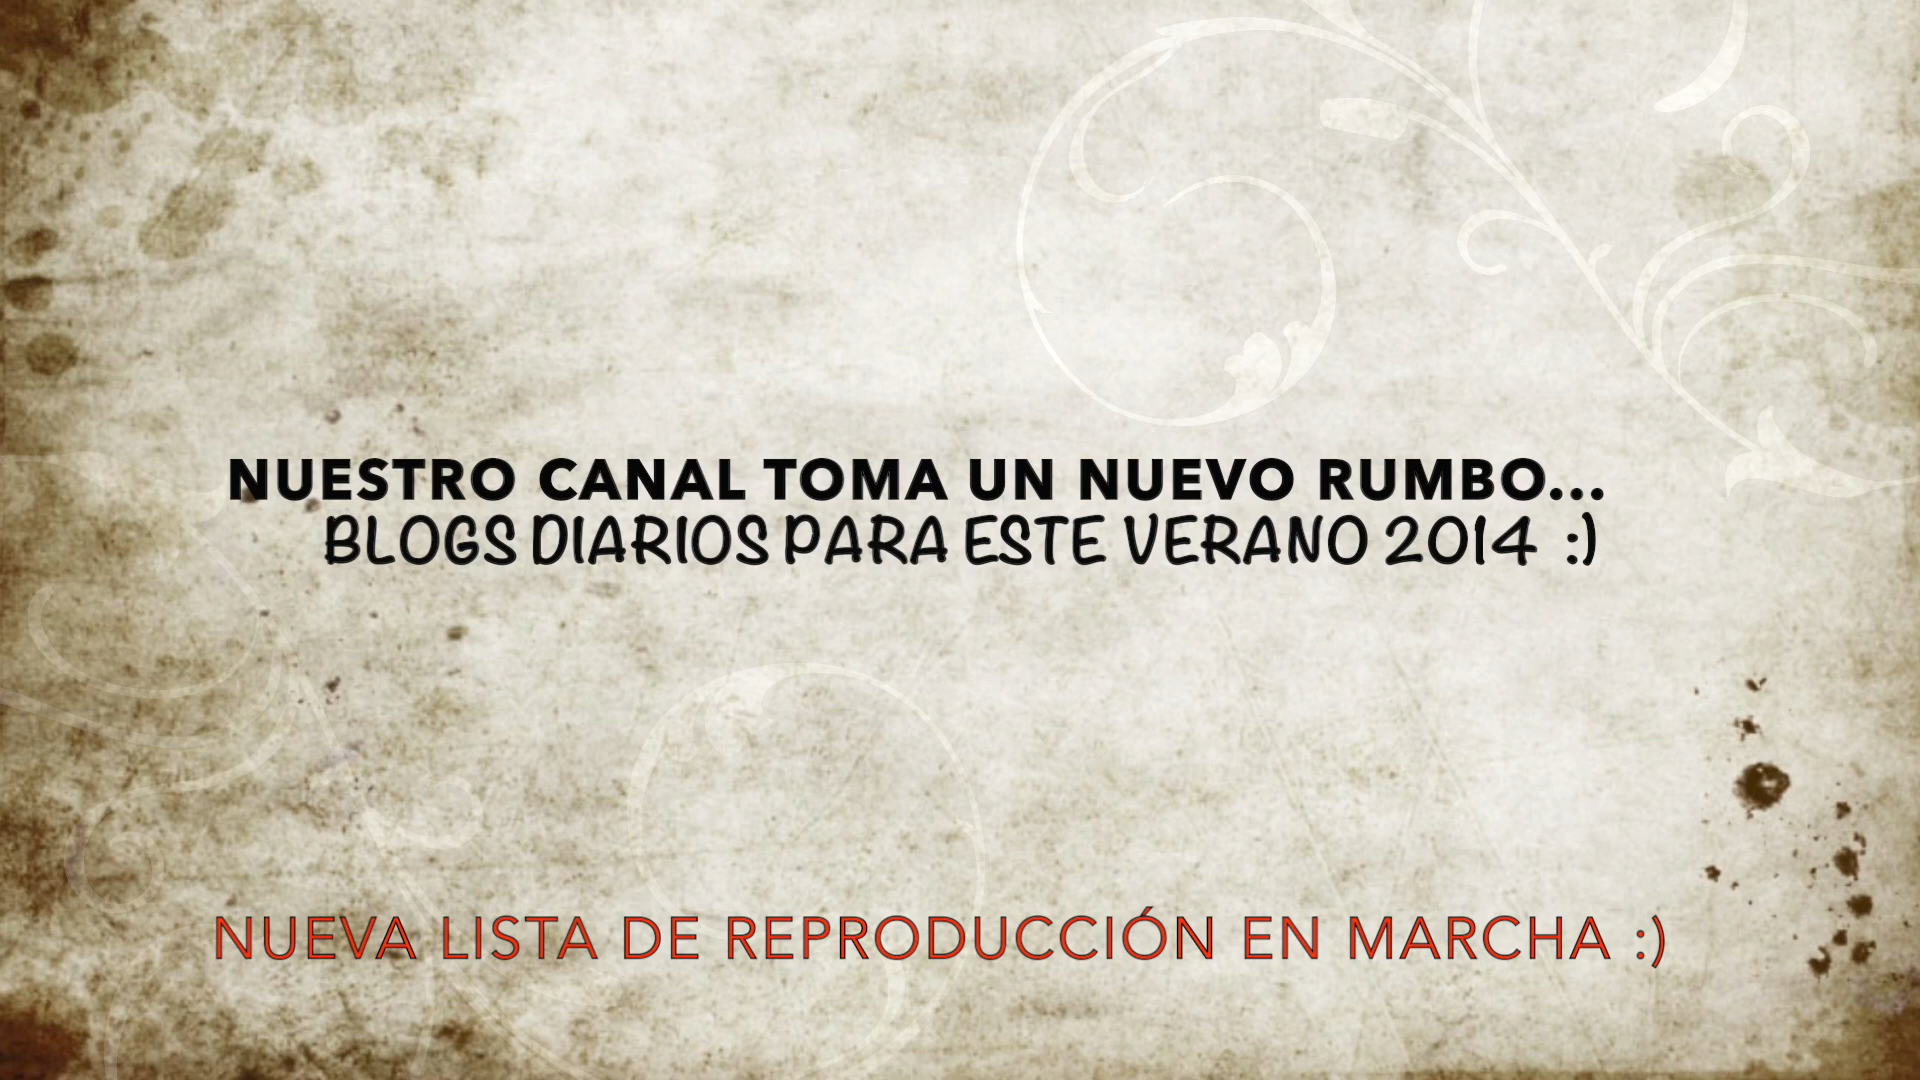 NUESTRO CANAL TOMA UN NUEVO RUMBO...
BLOGS DIARIOS PARA ESTE VERANO 2014 :)
NUEVA LISTA DE REPRODUCCIÓN EN MARCHA :)